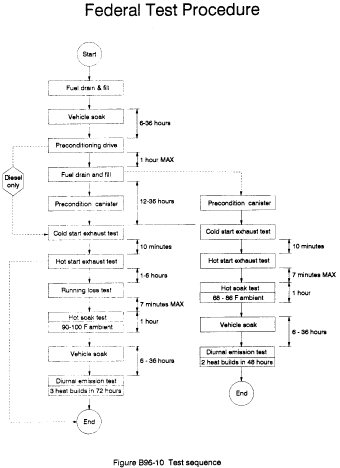 Federal Test Procedure
Start
Fuel drain & fill
Vehicle soak
6-36 hours
Preconditioning drive
1 hour MAX
Fuel drain and fill
Diesel
only
12-36 hours
Precondition canister
Cold start exhaust test
10 minutes
Hot start exhaust test
1-6 hours
Running loss test
7 minutes MAX
Hot soak test
90-100 F ambient
1 hour
Vehicle soak
6 - 36 hours
Diurnal emission test
3 heat builds in 72 hours
End
Precondition canister
Cold start exhaust test
10 minutes
Hot start exhaust test
7 minutes MAX
Hot soak test
68 - 86 F ambient
1 hour
Vehicle soak
6 - 36 hours
Diurnal emission test
2 heat builds in 48 hours
End
Figure B96-10 Test sequence